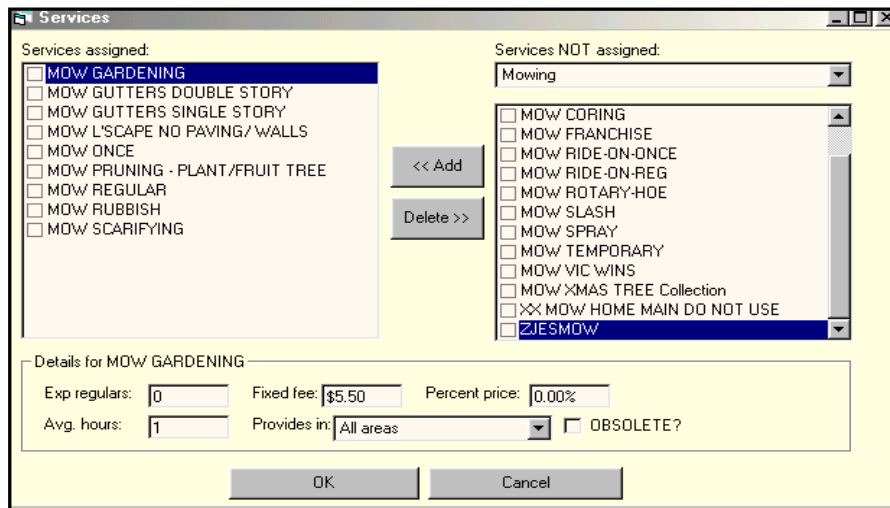 Services
Services assigned:
MOW GARDENING
MOW GUTTERS DOUBLE STORY
MOW GUTTERS SINGLE STORY
MOW L'SCAPE NO PAVING/ WALLS
MOW ONCE
MOW PRUNING - PLANT/FRUIT TREE
MOW REGULAR
MOW RUBBISH
MOW SCARIFYING
<< Add
Delete >>
Services NOT assigned:
Mowing
MOW CORING
MOW FRANCHISE
MOW RIDE-ON-ONCE
MOW RIDE-ON-REG
MOW ROTARY-HOE
MOW SLASH
MOW SPRAY
MOW TEMPORARY
MOW VIC WINS
MOW XMAS TREE Collection
XX MOW HOME MAIN DO NOT USE
ZJESMOW
Details for MOW GARDENING
Exp regulars: 0 Fixed fee: $5.50 Percent price: 0.00%
Avg. hours: 1 Provides in: All areas OBSOLETE?
OK Cancel